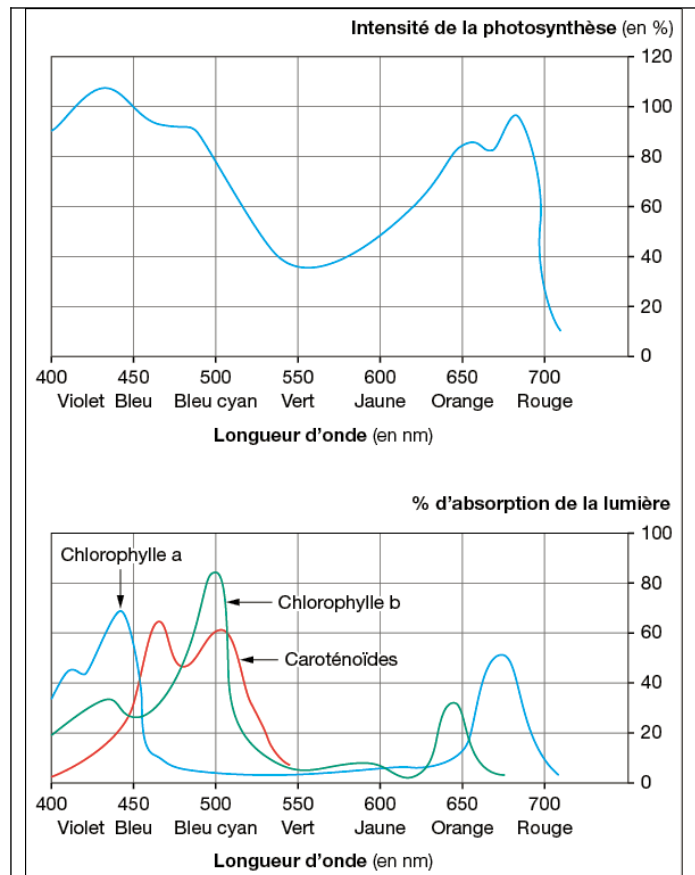 Intensité de la photosynthèse (en %)
120
100
80
60
40
20
0
400 450 500 550 600 650 700
Violet Bleu Bleu cyan Vert Jaune Orange Rouge
Longueur d'onde (en nm)
% d'absorption de la lumière
100
Chlorophylle a
80
Chlorophylle b
60
Caroténoïdes
40
20
0
400 450 500 550 600 650 700
Violet Bleu Bleu cyan Vert Jaune Orange Rouge
Longueur d'onde (en nm)